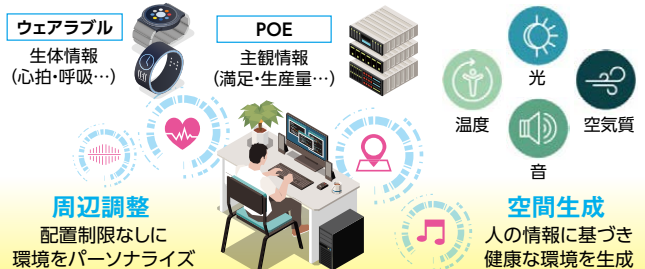 ウェアラブル
生体情報
(心拍・呼吸…)
POE
主観情報
(満足・生産量…)
光
温度
空気質
音
周辺調整
配置制限なしに
環境をパーソナライズ
空間生成
人の情報に基づき
健康な環境を生成